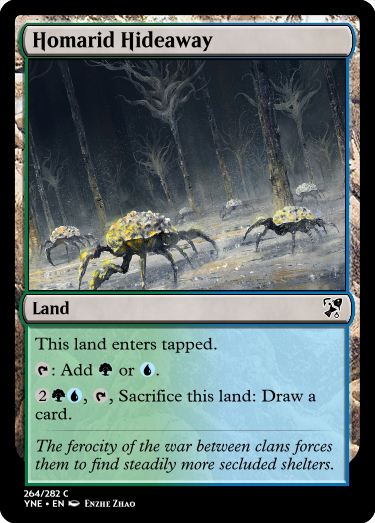 Homarid Hideaway
Land
This land enters tapped.
: Add or .
2 , , Sacrifice this land: Draw a
card.
The ferocity of the war between clans forces
them to find steadily more secluded shelters.
264/282 C
YNE • EN Enzhe Zhao